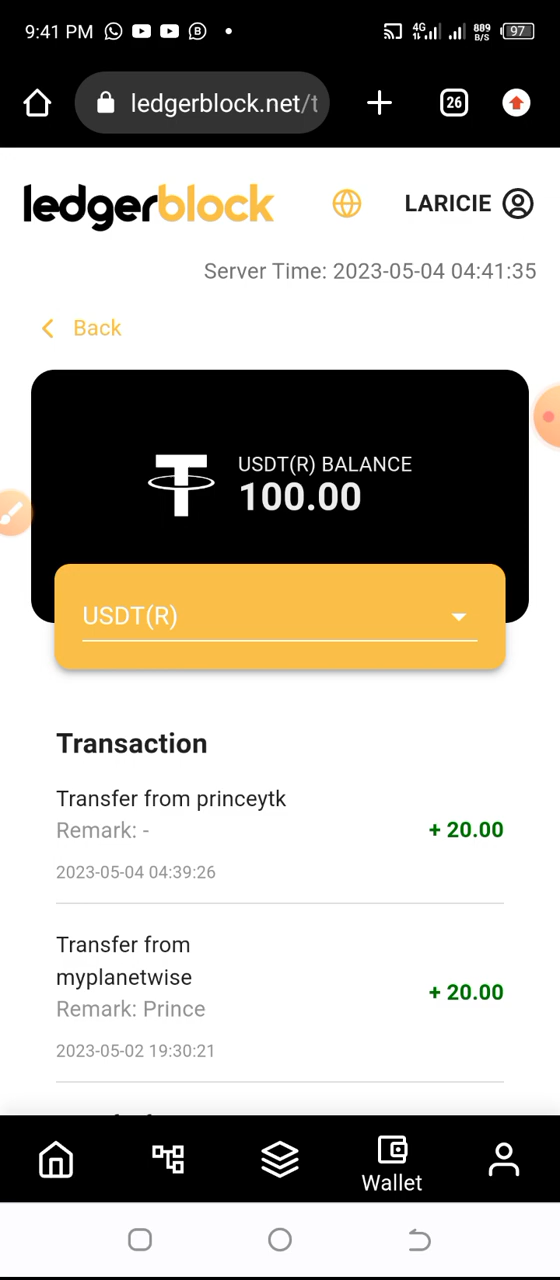 9:41 PM
4G
889
B/S
97
ledgerblock.net/t
26
ledgerblock
LARICIE
Server Time: 2023-05-04 04:41:35
Back
USDT(R) BALANCE
100.00
USDT(R)
Transaction
Transfer from princeytk
Remark: -
+ 20.00
2023-05-04 04:39:26
Transfer from
myplanetwise
Remark: Prince
+ 20.00
2023-05-02 19:30:21
Wallet